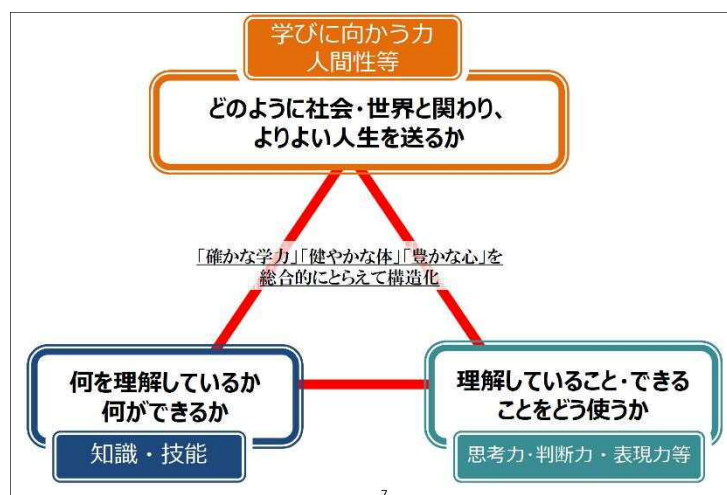 学びに向かう力
人間性等
どのように社会・世界と関わり、
よりよい人生を送るか
「確かな学力」「健やかな体」「豊かな心」を
総合的にとらえて構造化
何を理解しているか
何ができるか
知識・技能
理解していること・できる
ことをどう使うか
思考力・判断力・表現力等
7